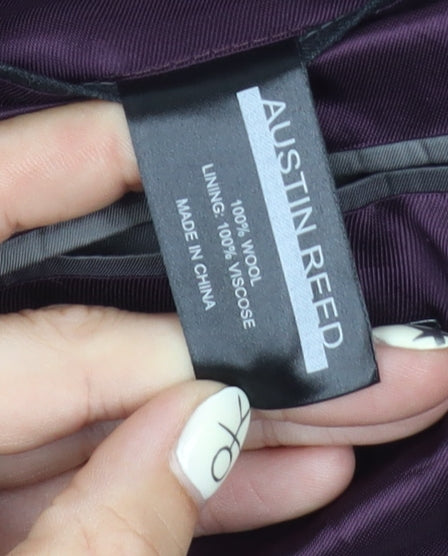 AUSTIN REED
100% WOOL
LINING: 100% VISCOSE
MADE IN CHINA